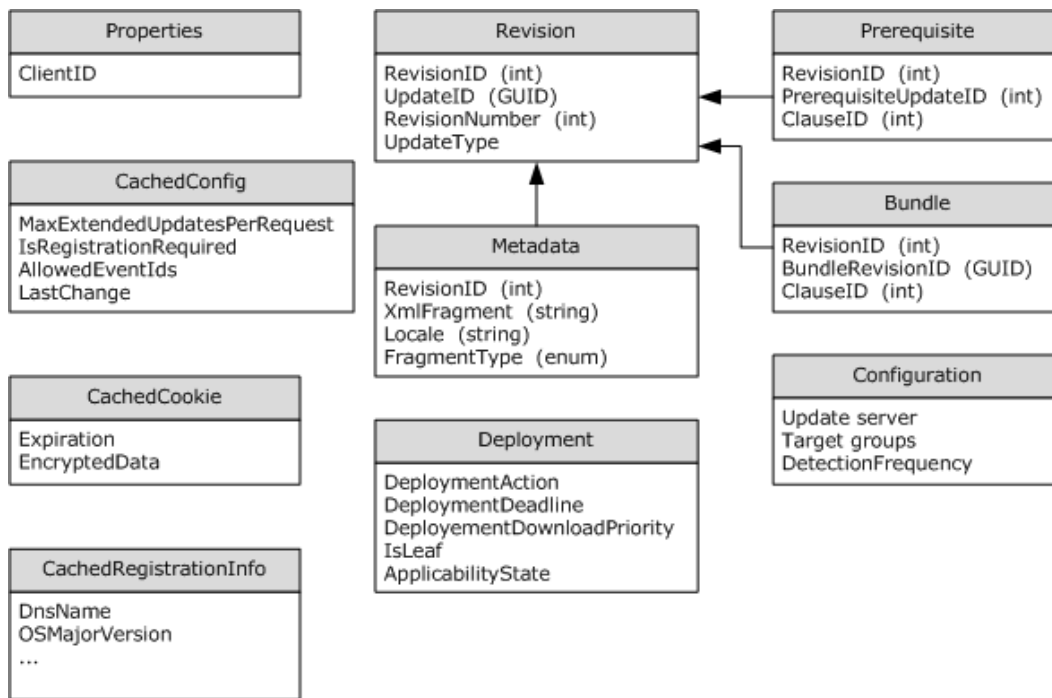 Properties
ClientID
CachedConfig
MaxExtendedUpdatesPerRequest
IsRegistrationRequired
AllowedEventIds
LastChange
CachedCookie
Expiration
EncryptedData
CachedRegistrationInfo
DnsName
OSMajorVersion
...
Revision
RevisionID (int)
UpdateID (GUID)
RevisionNumber (int)
UpdateType
Metadata
RevisionID (int)
XmlFragment (string)
Locale (string)
FragmentType (enum)
Deployment
DeploymentAction
DeploymentDeadline
DeployementDownloadPriority
IsLeaf
ApplicabilityState
Prerequisite
RevisionID (int)
PrerequisiteUpdateID (int)
ClauseID (int)
Bundle
RevisionID (int)
BundleRevisionID (GUID)
ClauseID (int)
Configuration
Update server
Target groups
DetectionFrequency